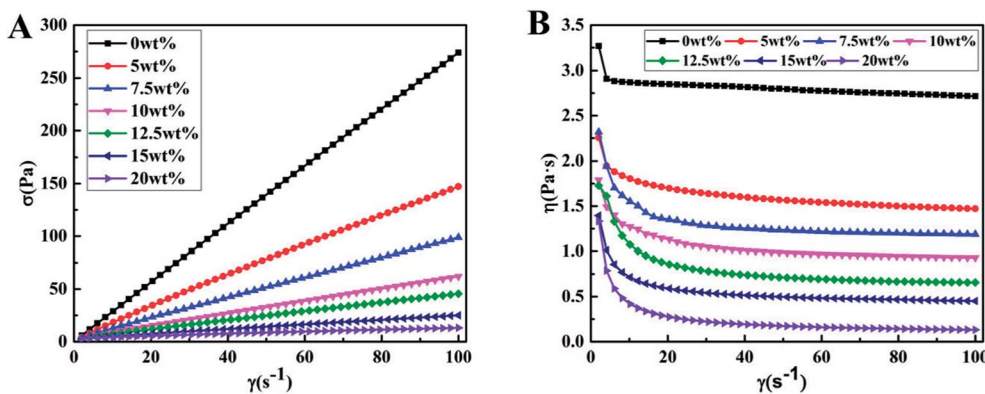 A
300
250
200
150
100
50
0
0 20 40 60 80 100
σ(Pa)
γ(s-1)
0wt%
5wt%
7.5wt%
10wt%
12.5wt%
15wt%
20wt%
B
3.5
3.0
2.5
2.0
1.5
1.0
0.5
0.0
0 20 40 60 80 100
η(Pa·s)
γ(s-1)
0wt% 5wt% 7.5wt% 10wt%
12.5wt% 15wt% 20wt%